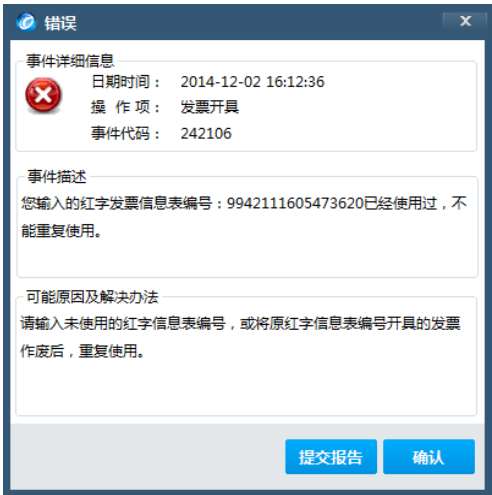 错误
事件详细信息
日期时间： 2014-12-02 16:12:36
操 作 项： 发票开具
事件代码： 242106
事件描述
您输入的红字发票信息表编号：9942111605473620已经使用过，不
能重复使用。
可能原因及解决办法
请输入未使用的红字信息表编号，或将原红字信息表编号开具的发票
作废后，重复使用。
提交报告 确认